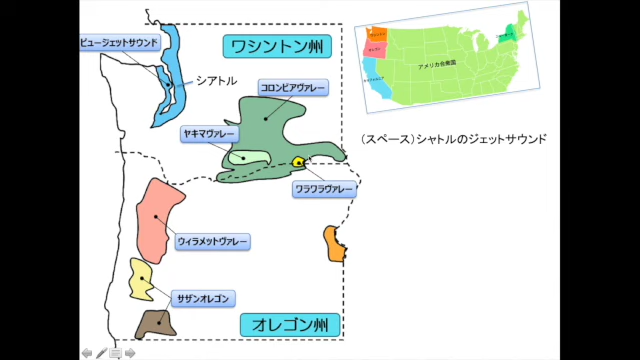 ピュージェットサウンド
ワシントン州
シアトル
コロンビアヴァレー
ヤキマヴァレー
ワラワラヴァレー
ウィラメットヴァレー
サザンオレゴン
オレゴン州
アメリカ合衆国
(スペース)シャトルのジェットサウンド